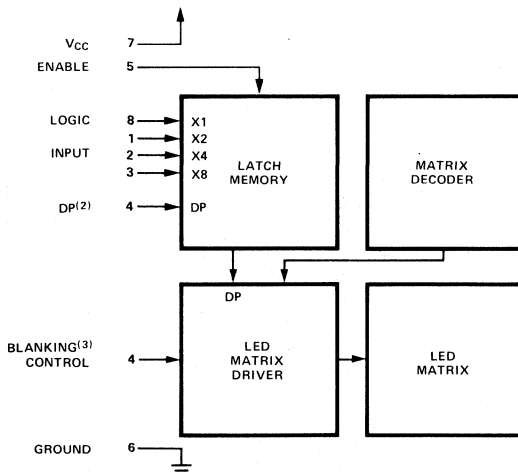 VCC 7
ENABLE 5
LOGIC 8 X1
1 X2
INPUT 2 X4
3 X8
LATCH
MEMORY
MATRIX
DECODER
DP(2) 4 DP
DP
BLANKING(3)
CONTROL 4
LED
MATRIX
DRIVER
LED
MATRIX
GROUND 6